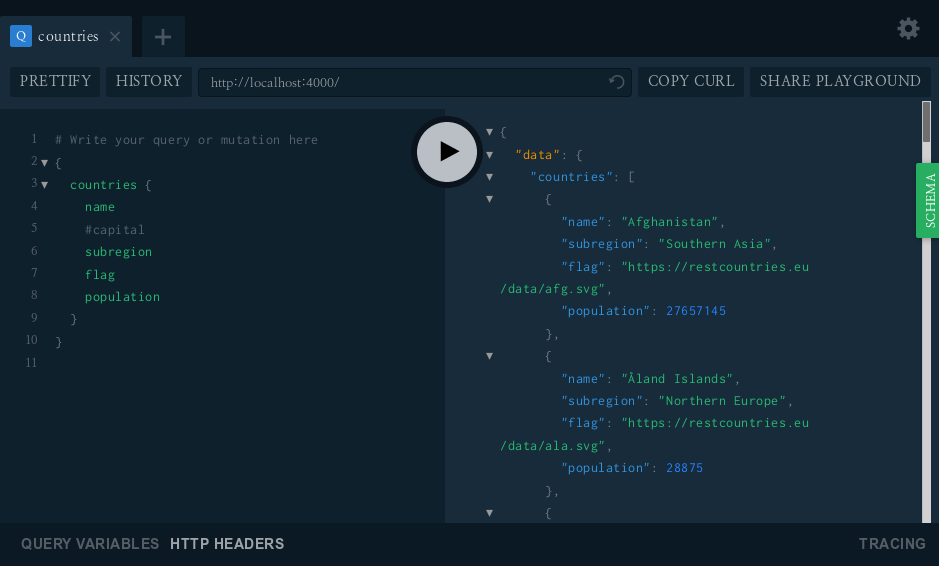 Q countries
PRETTIFY HISTORY http://localhost:4000/ COPY CURL SHARE PLAYGROUND
1 # Write your query or mutation here
2 {
3 countries {
4 name
5 #capital
6 subregion
7 flag
8 population
9 }
10 }
11
{
"data": {
"countries": [
{
"name": "Afghanistan",
"subregion": "Southern Asia",
"flag": "https://restcountries.eu
/data/afg.svg",
"population": 27657145
},
{
"name": "Åland Islands",
"subregion": "Northern Europe",
"flag": "https://restcountries.eu
/data/ala.svg",
"population": 28875
},
{
SCHEMA
QUERY VARIABLES HTTP HEADERS TRACING